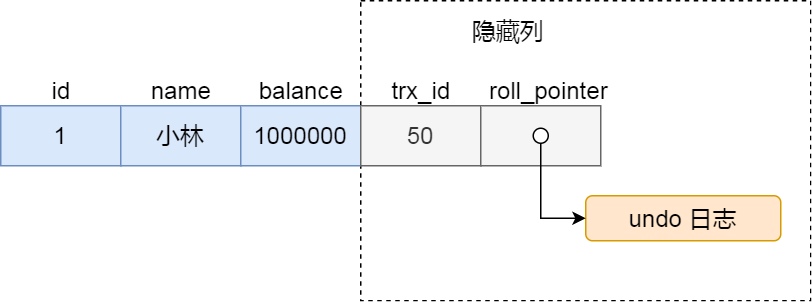 隐藏列
id name balance trx_id roll_pointer
1 小林 1000000 50
undo 日志